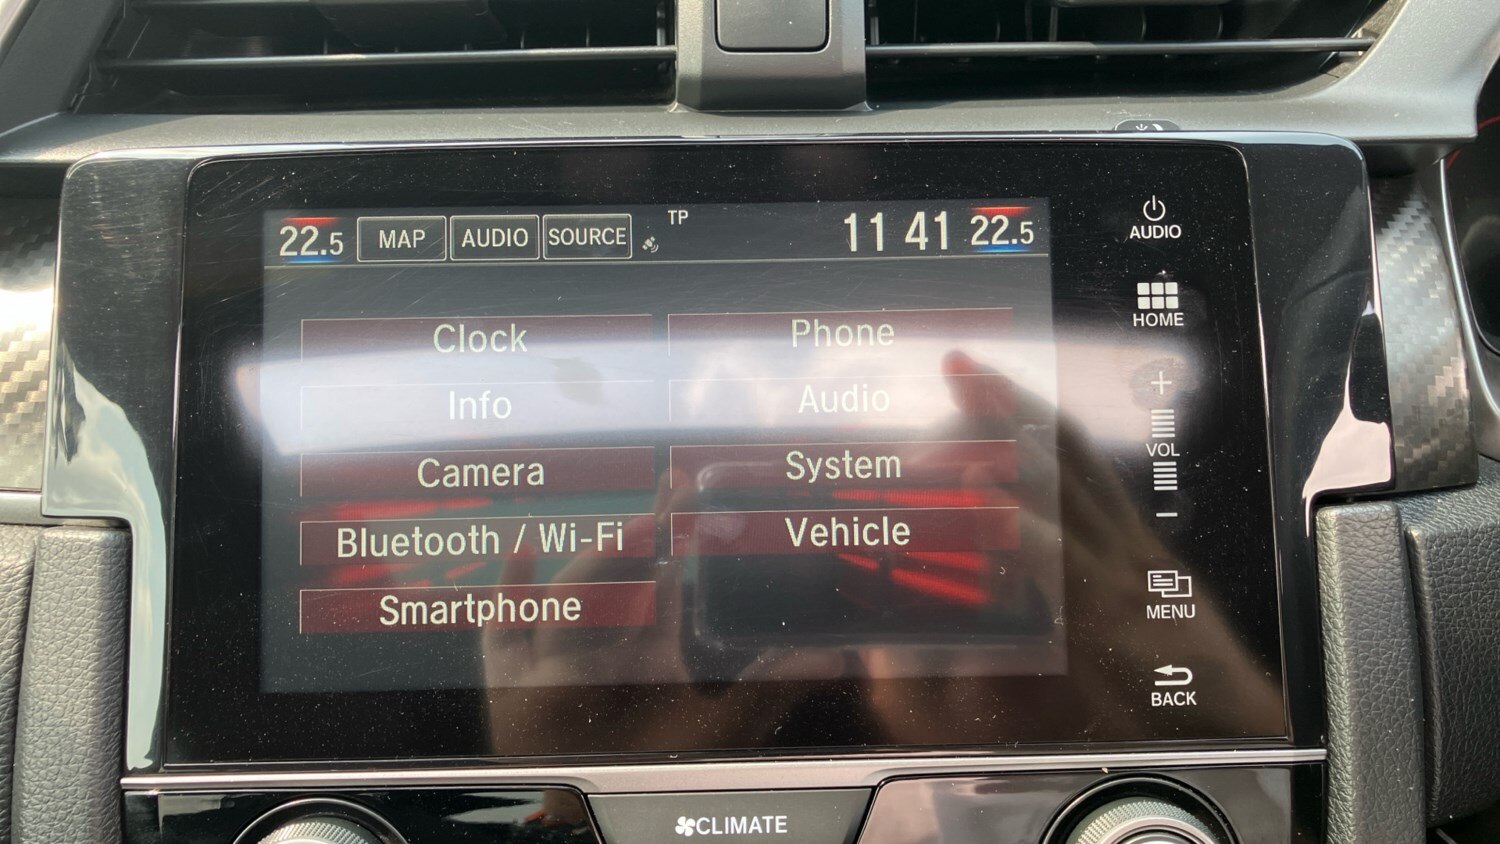 22.5 MAP AUDIO SOURCE TP 11 41 22.5
AUDIO
HOME
Clock
Phone
Info
Audio
Camera
System
Bluetooth / Wi-Fi
Vehicle
Smartphone
+
VOL
−
MENU
BACK
CLIMATE